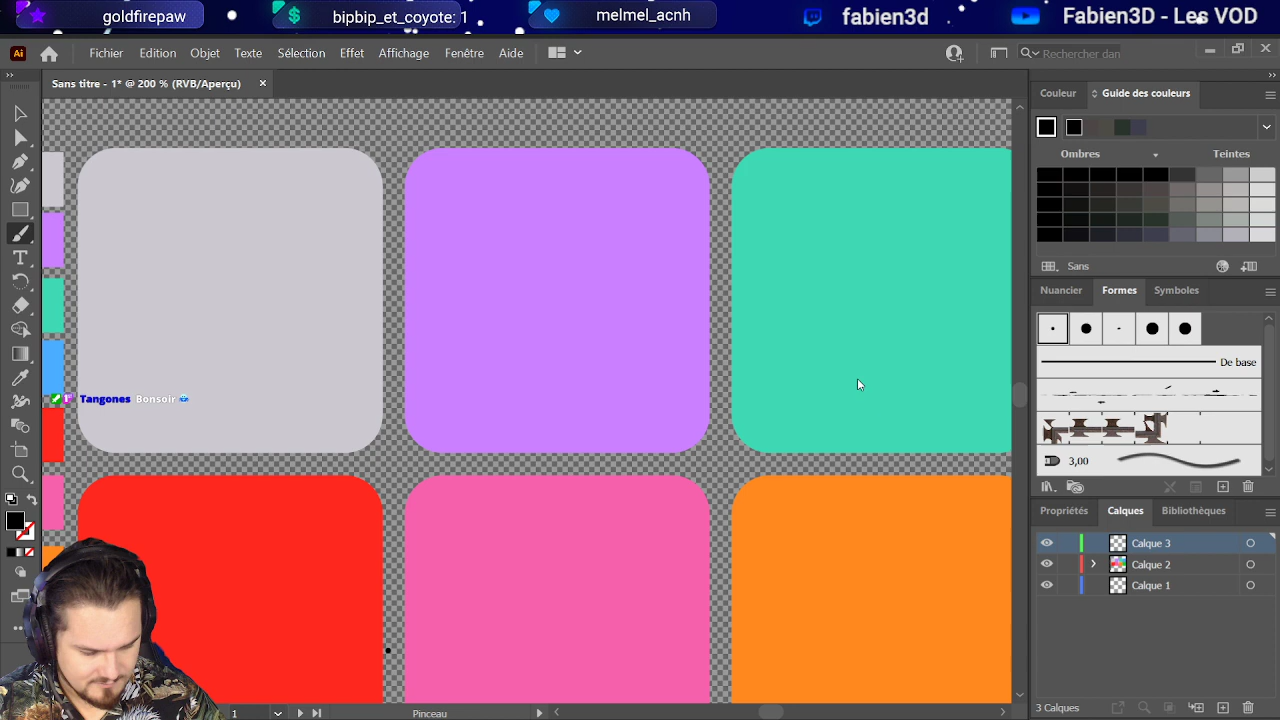 goldfirepaw
bipbip_et_coyote: 1
melmel_acnh
fabien3d
Fabien3D - Les VOD
Ai
Fichier
Edition
Objet
Texte
Sélection
Effet
Affichage
Fenêtre
Aide
Rechercher dan
Sans titre - 1* @ 200 % (RVB/Aperçu)
Couleur
Guide des couleurs
Ombres
Teintes
Sans
Nuancier
Formes
Symboles
De base
3,00
Tangones Bonsoir
Propriétés
Calques
Bibliothèques
Calque 3
Calque 2
Calque 1
3 Calques
1
Pinceau